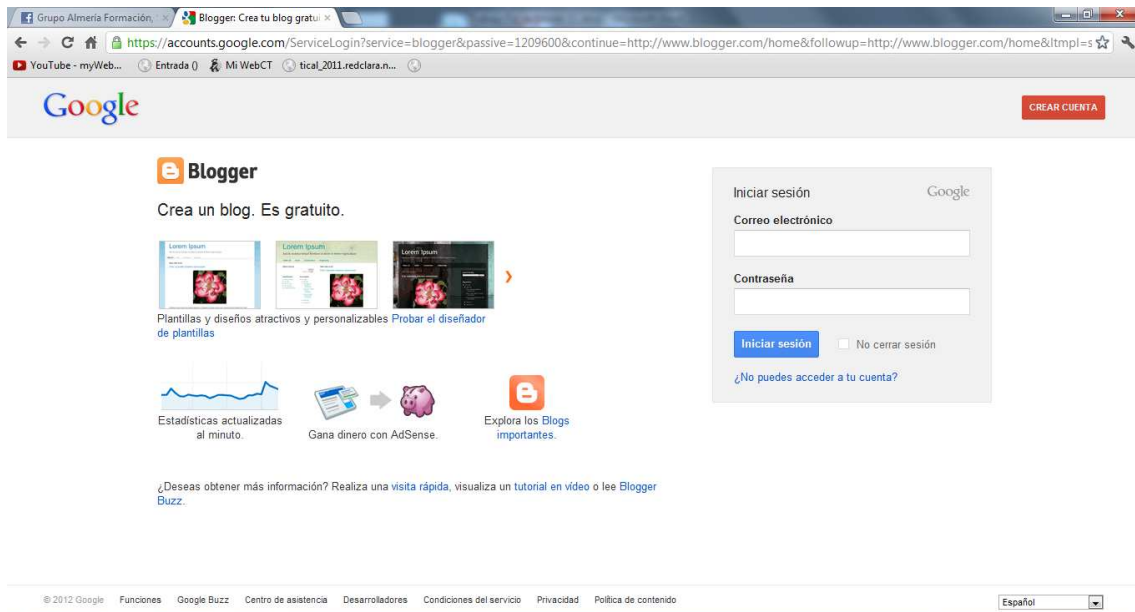 Grupo Almería Formación,
Blogger: Crea tu blog gratui
https://accounts.google.com/ServiceLogin?service=blogger&passive=1209600&continue=http://www.blogger.com/home&followup=http://www.blogger.com/home&ltmpl=s
YouTube - myWeb... Entrada () Mi WebCT tical_2011.redclara.n...
Google
CREAR CUENTA
Blogger
Crea un blog. Es gratuito.
Lorem Ipsum
Lorem Ipsum
Lorem Ipsum
Plantillas y diseños atractivos y personalizables Probar el diseñador
de plantillas
Estadísticas actualizadas
al minuto.
Gana dinero con AdSense.
Explora los Blogs
importantes.
¿Deseas obtener más información? Realiza una visita rápida, visualiza un tutorial en vídeo o lee Blogger
Buzz.
Iniciar sesión Google
Correo electrónico
Contraseña
Iniciar sesión No cerrar sesión
¿No puedes acceder a tu cuenta?
© 2012 Google Funciones Google Buzz Centro de asistencia Desarrolladores Condiciones del servicio Privacidad Política de contenido
Español